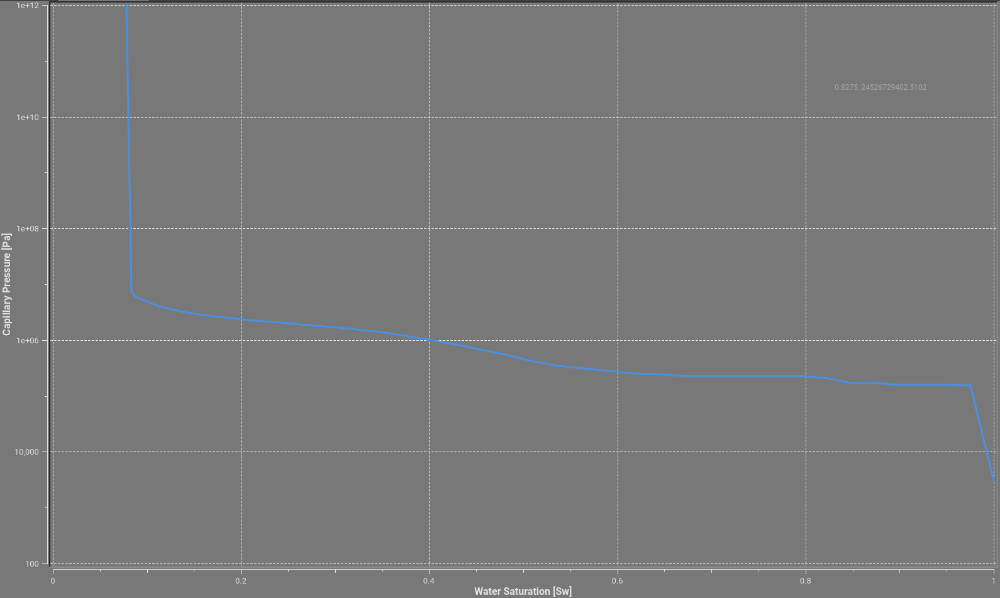 1e+12
0.8275, 24526729402.5102
1e+10
1e+08
Capillary Pressure [Pa]
1e+06
10,000
100
0 0.2 0.4 0.6 0.8 1
Water Saturation [Sw]